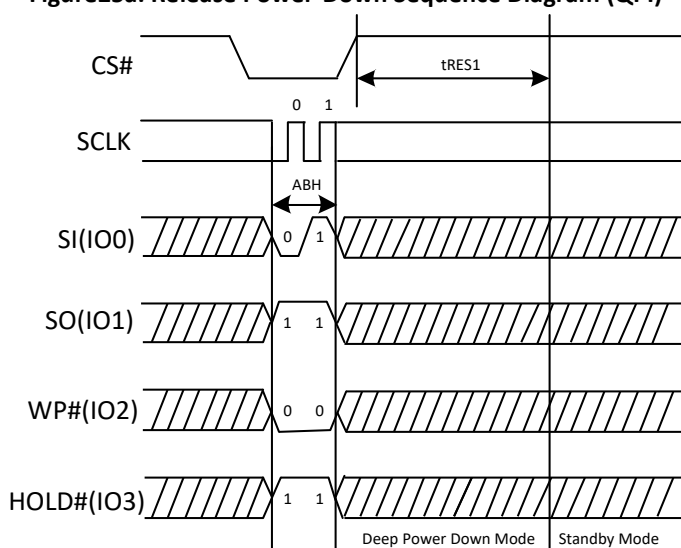 Figure23a. Release Power-Down Sequence Diagram (QPI)
CS#
tRES1
0 1
SCLK
ABH
SI(IO0)
0 1
SO(IO1)
1 1
WP#(IO2)
0 0
HOLD#(IO3)
1 1
Deep Power Down Mode
Standby Mode